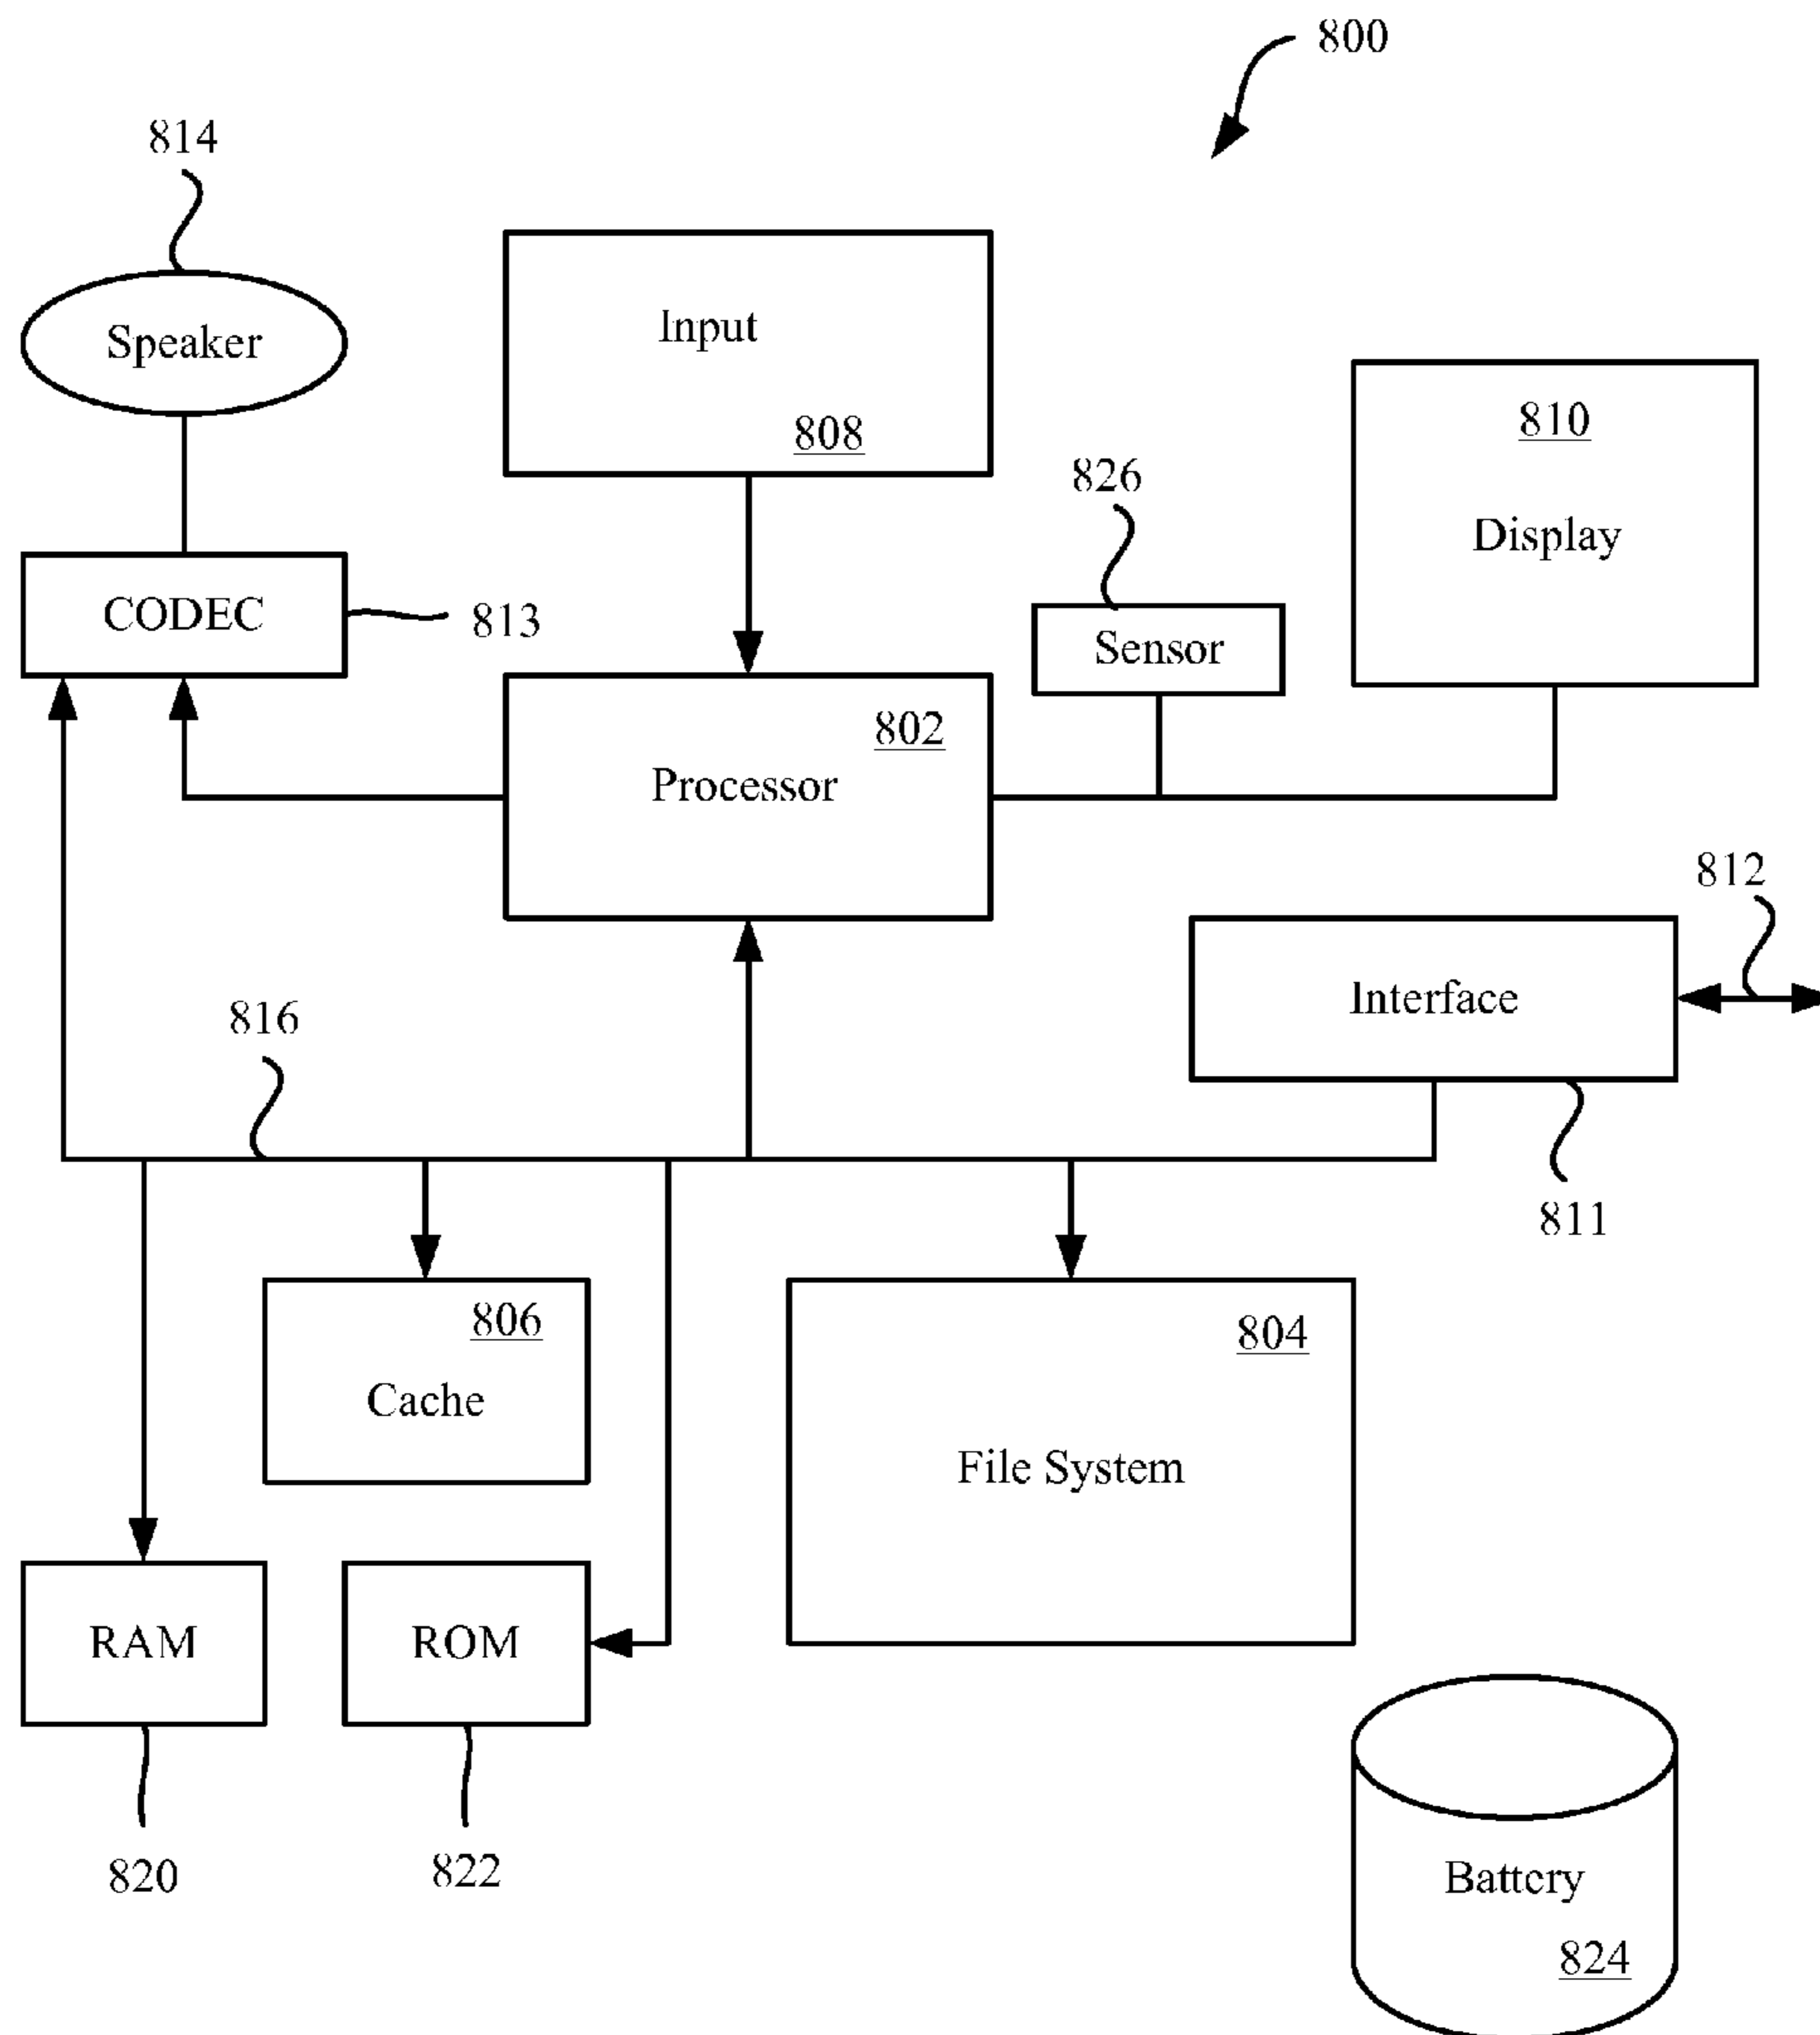 800
814
Speaker
Input
808
810
Display
826
CODEC
813
Sensor
802
Processor
812
Interface
816
811
806
Cache
804
File System
RAM
ROM
820
822
Battery
824